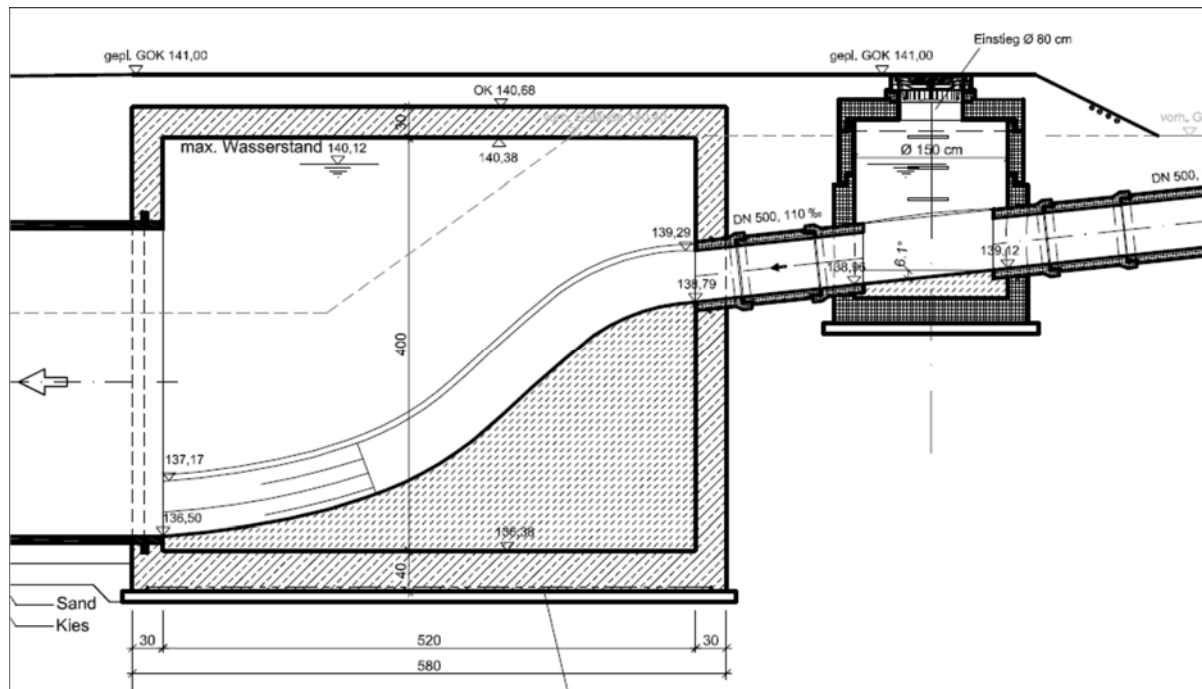 Einstieg Ø 80 cm
gepl. GOK 141,00
gepl. GOK 141,00
OK 140,68
30
vorh. G
max. Wasserstand 140,12
140,38
Ø 150 cm
DN 500,
DN 500, 110 ‰
139,29
6.1°
139,12
138,96
138,79
400
137,17
136,50
136,38
40
Sand
Kies
30
520
30
580